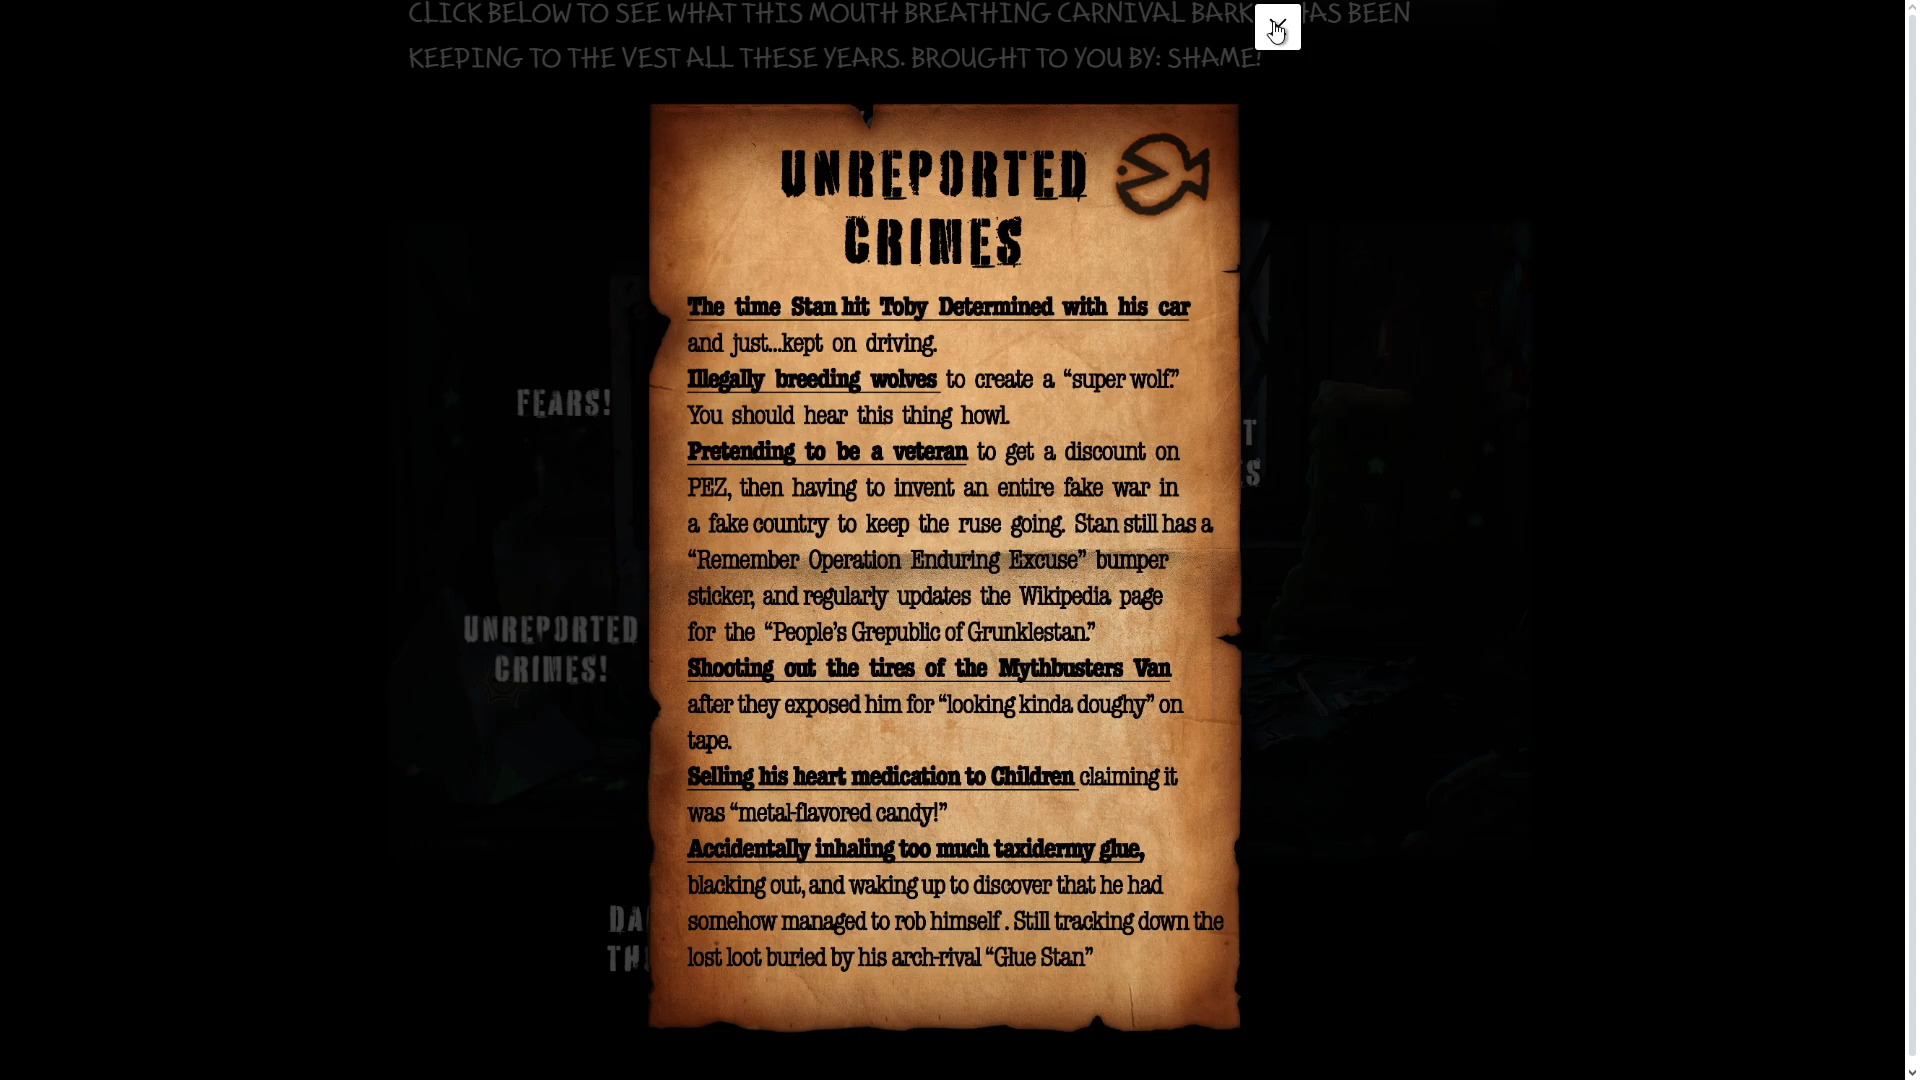 CLICK BELOW TO SEE WHAT THIS MOUTH BREATHING CARNIVAL BARK HAS BEEN
KEEPING TO THE VEST ALL THESE YEARS. BROUGHT TO YOU BY: SHAME!
UNREPORTED
CRIMES
The time Stan hit Toby Determined with his car
and just...kept on driving.
Illegally breeding wolves to create a “super wolf.”
You should hear this thing howl.
Pretending to be a veteran to get a discount on
PEZ, then having to invent an entire fake war in
a fake country to keep the ruse going. Stan still has a
“Remember Operation Enduring Excuse” bumper
sticker, and regularly updates the Wikipedia page
for the “People’s Grepublic of Grunklestan.”
Shooting out the tires of the Mythbusters Van
after they exposed him for “looking kinda doughy” on
tape.
Selling his heart medication to Children claiming it
was “metal-flavored candy!”
Accidentally inhaling too much taxidermy glue,
blacking out, and waking up to discover that he had
somehow managed to rob himself . Still tracking down the
lost loot buried by his arch-rival “Glue Stan”
FEARS!
UNREPORTED
CRIMES!